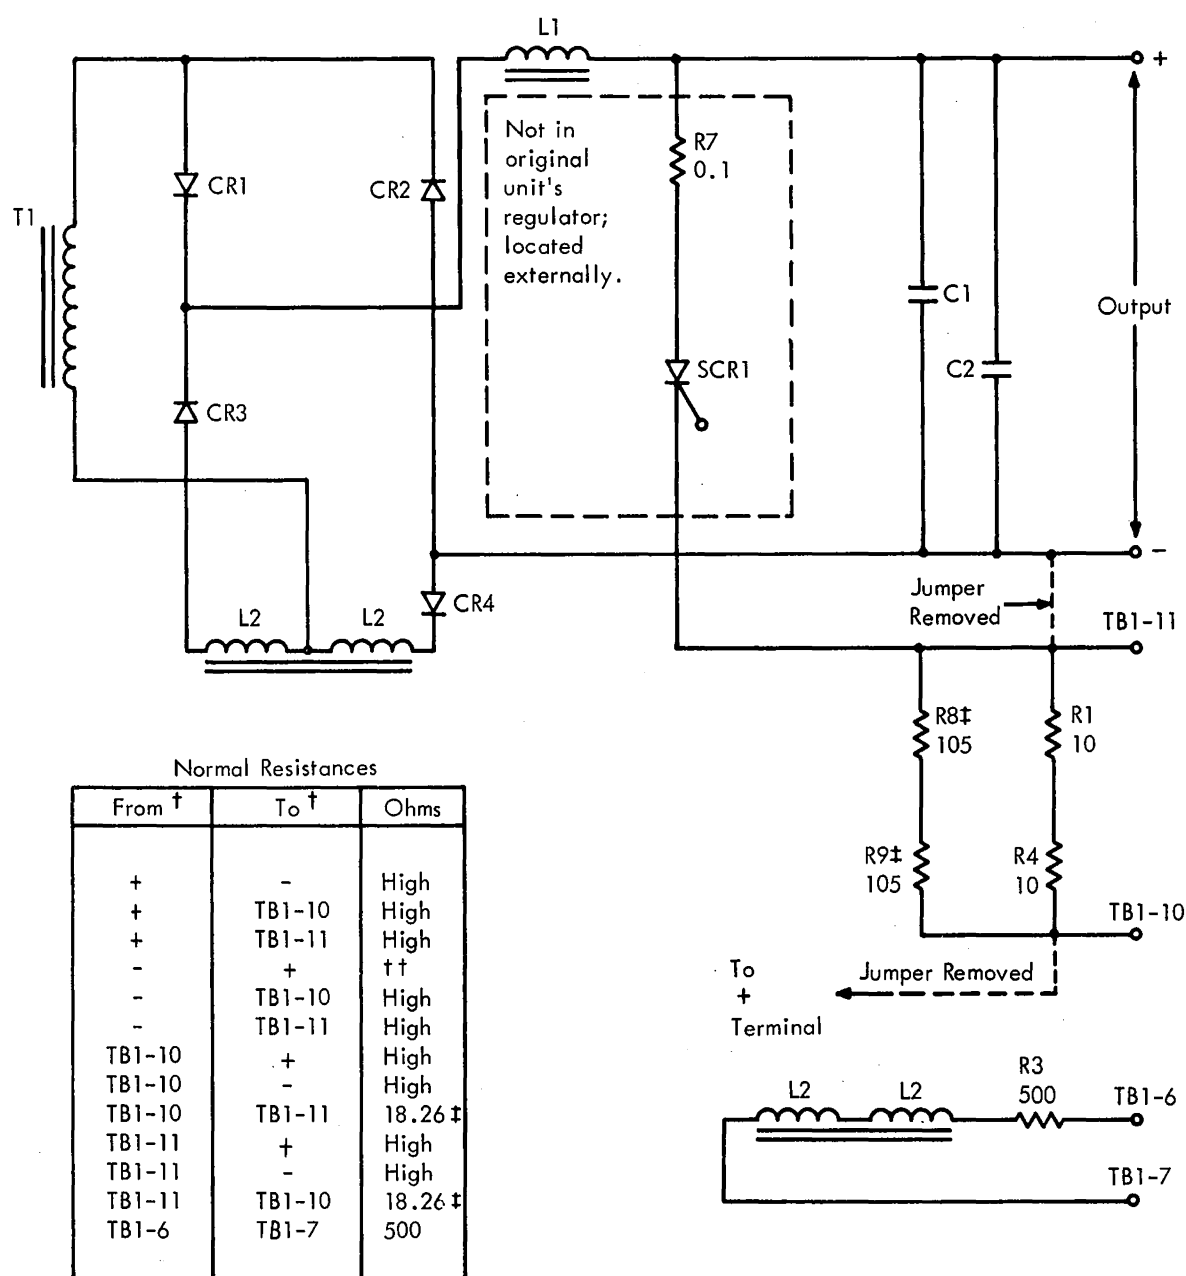 L1
+
Not in
original
unit's
regulator;
located
externally.
R7
0.1
CR1
CR2
T1
C1
Output
SCR1
C2
CR3
-
CR4
Jumper
Removed
TB1-11
L2 L2
R8‡
105
R1
10
R9‡
105
R4
10
TB1-10
To
+
Terminal
Jumper Removed
R3
500
L2 L2
TB1-6
TB1-7
Normal Resistances
From † To † Ohms
+ - High
+ TB1-10 High
+ TB1-11 High
- + ††
- TB1-10 High
- TB1-11 High
TB1-10 + High
TB1-10 - High
TB1-10 TB1-11 18.26‡
TB1-11 + High
TB1-11 - High
TB1-11 TB1-10 18.26‡
TB1-6 TB1-7 500